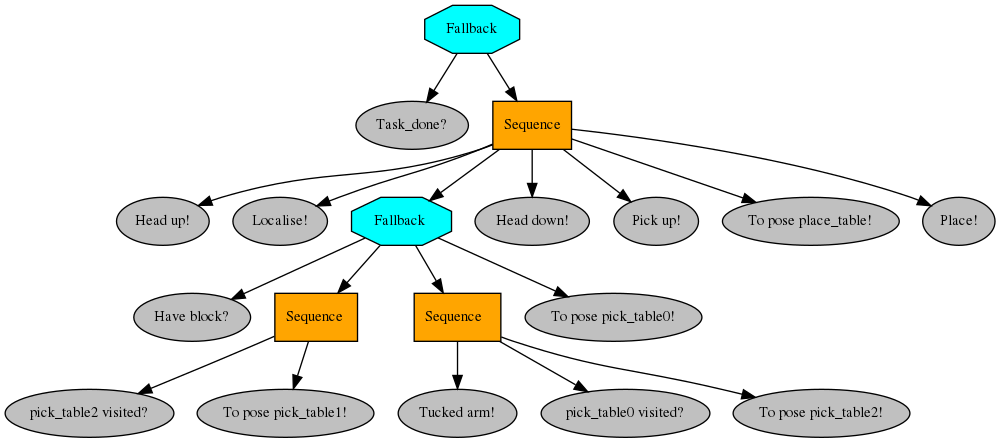 Fallback
Task_done?
Sequence
Head up!
Localise!
Fallback
Head down!
Pick up!
To pose place_table!
Place!
Have block?
Sequence
Sequence
To pose pick_table0!
pick_table2 visited?
To pose pick_table1!
Tucked arm!
pick_table0 visited?
To pose pick_table2!